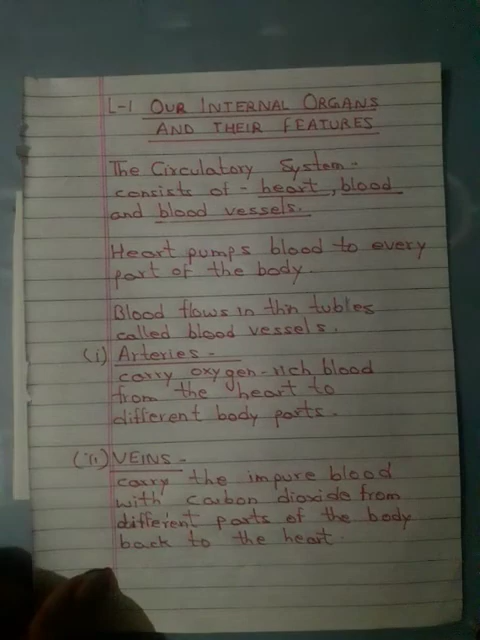 L-1 OUR INTERNAL ORGANS
AND THEIR FEATURES
The Circulatory System-
consists of - heart, blood
and blood vessels.
Heart pumps blood to every
part of the body.
Blood flows in thin tubles
called blood vessels.
(i) Arteries -
carry oxygen-rich blood
from the heart to
different body parts.
(ii) VEINS -
carry the impure blood
with carbon dioxide from
different parts of the body
back to the heart.